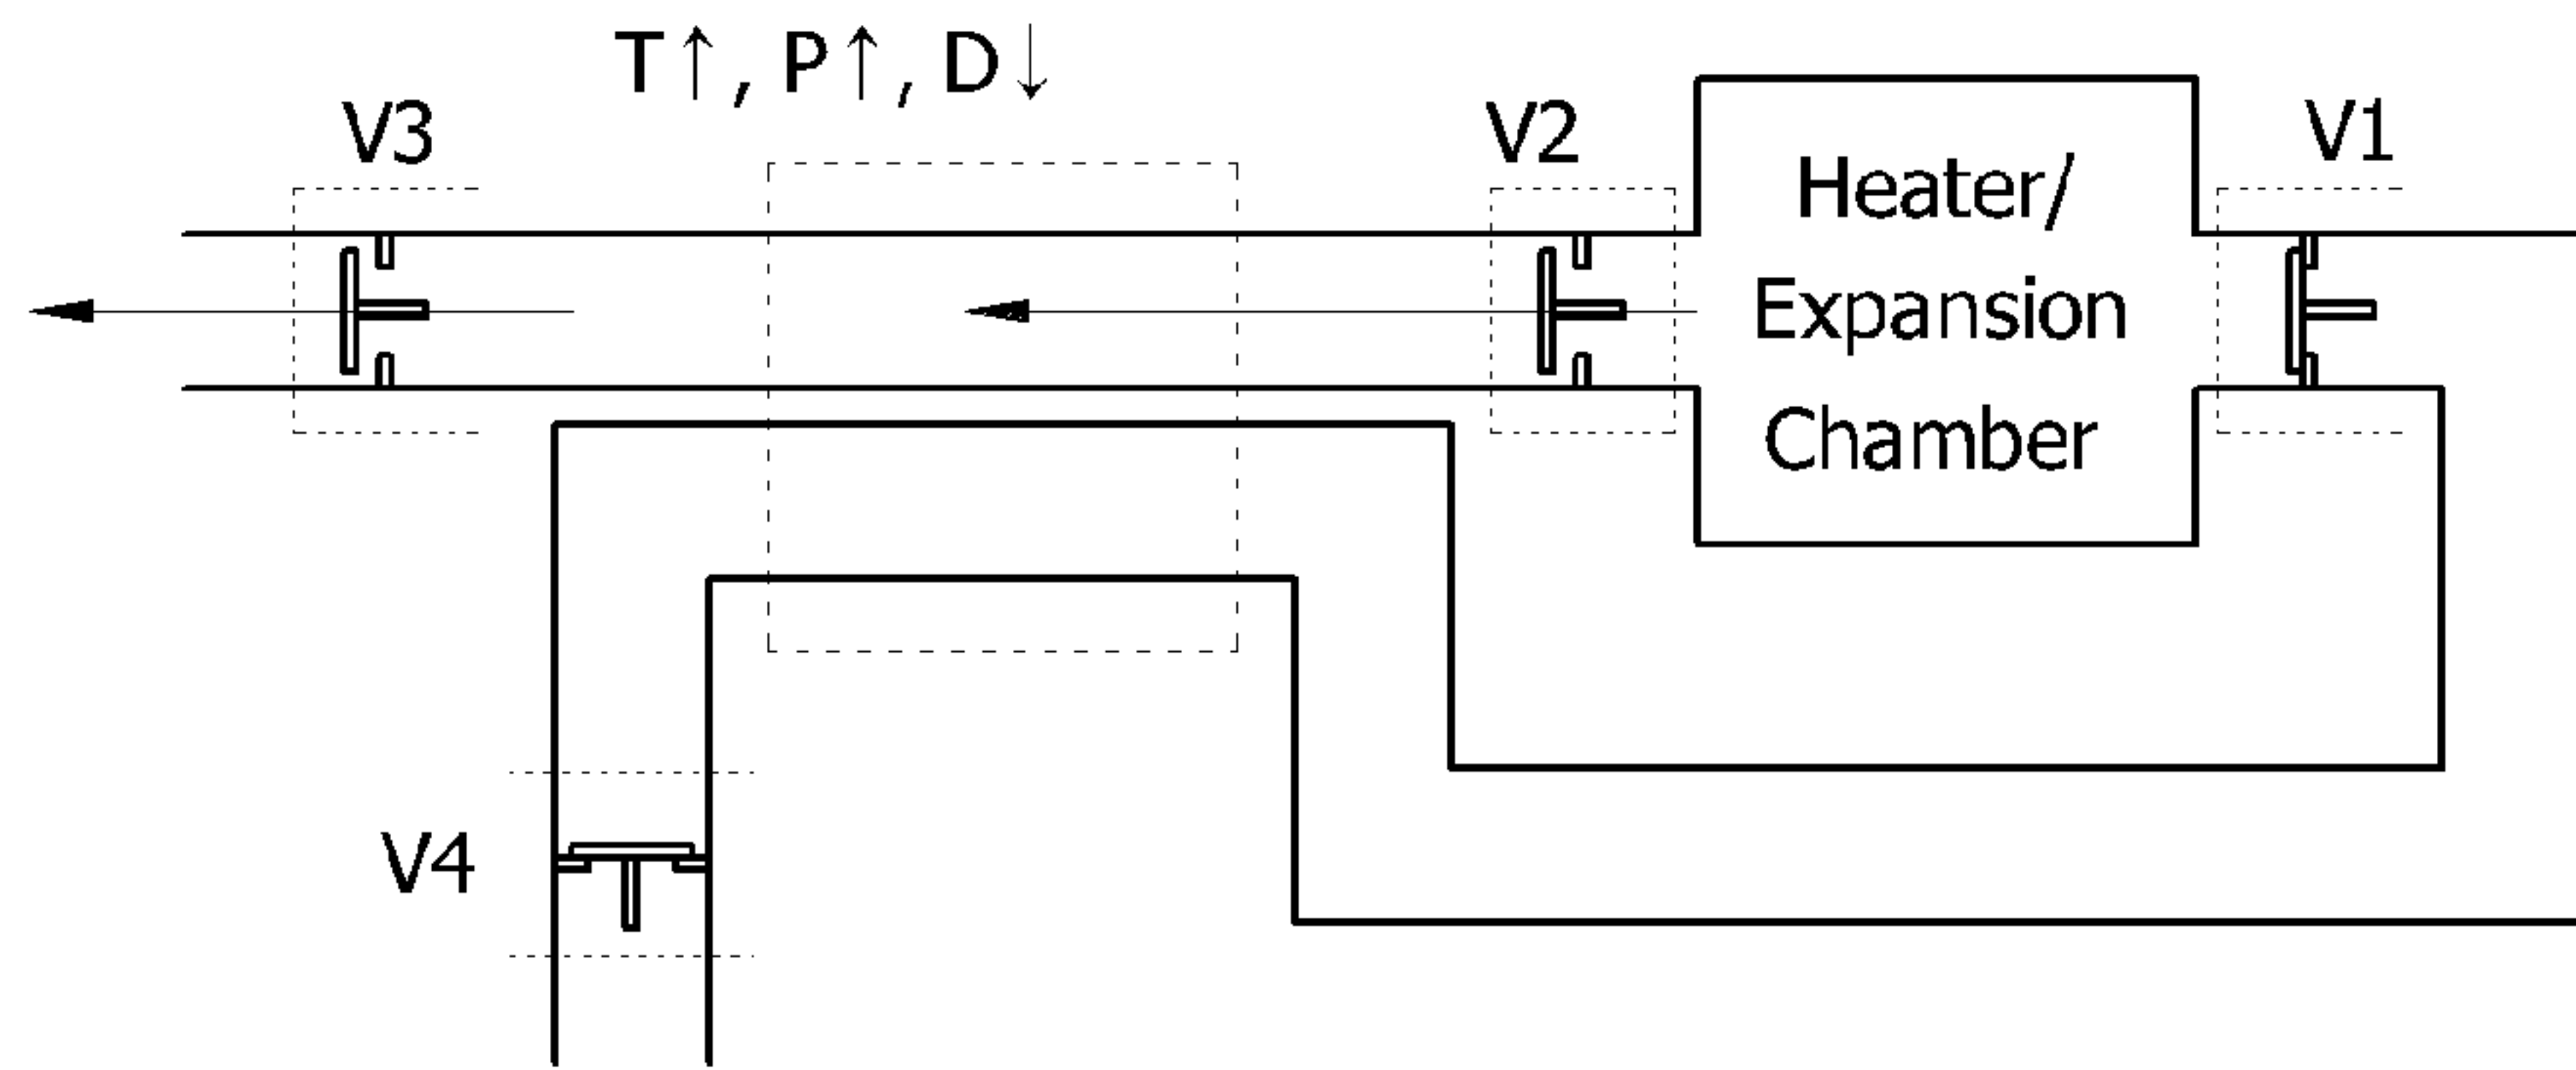 T↑, P↑, D↓
V3
V2
V1
Heater/
Expansion
Chamber
V4